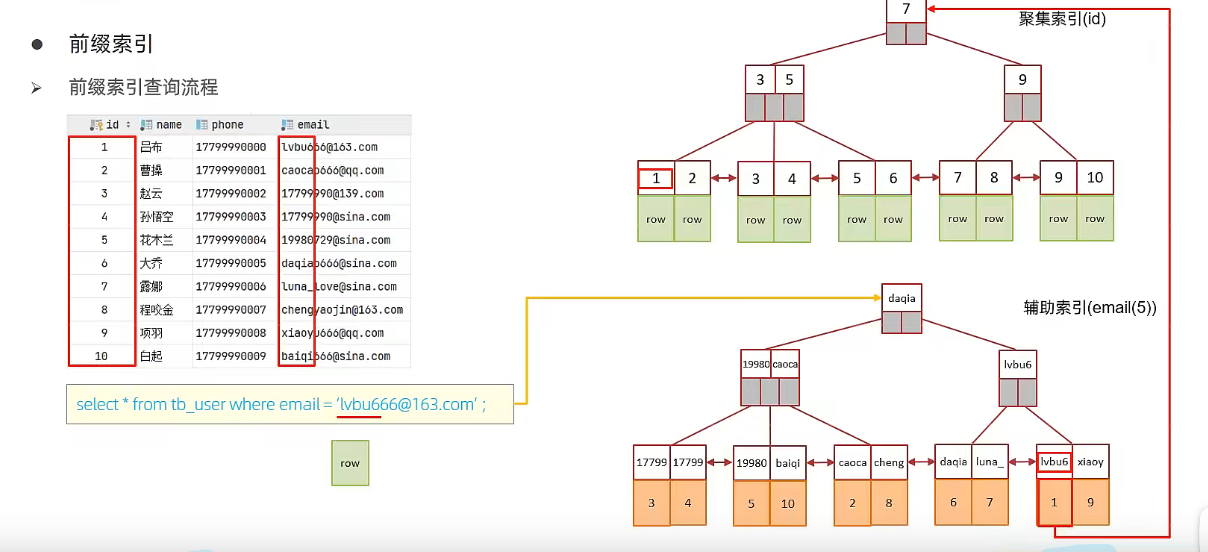 前缀索引
前缀索引查询流程
id name phone email
1 吕布 17799990000 lvbu666@163.com
2 曹操 17799990001 caocao666@qq.com
3 赵云 17799990002 17799990@139.com
4 孙悟空 17799990003 17799990@sina.com
5 花木兰 17799990004 19980729@sina.com
6 大乔 17799990005 daqiao666@sina.com
7 露娜 17799990006 luna_love@sina.com
8 程咬金 17799990007 chengyaojin@163.com
9 项羽 17799990008 xiaoyu666@qq.com
10 白起 17799990009 baiqi666@sina.com
select * from tb_user where email = ‘lvbu666@163.com’ ;
row
7
聚集索引(id)
3 5 9
1 2 3 4 5 6 7 8 9 10
row row row row row row row row row row
daqia
辅助索引(email(5))
19980 caoca lvbu6
17799 17799 19980 baiqi caoca cheng daqia luna_ lvbu6 xiaoy
3 4 5 10 2 8 6 7 1 9